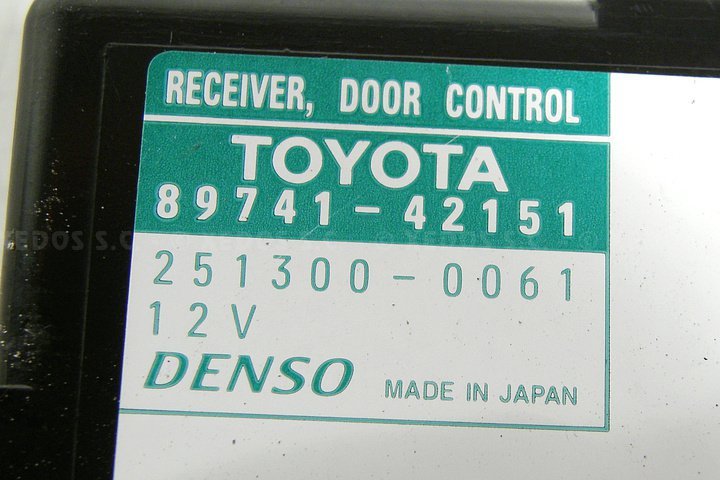 RECEIVER, DOOR CONTROL
TOYOTA
89741-42151
251300-0061
12V
DENSO MADE IN JAPAN